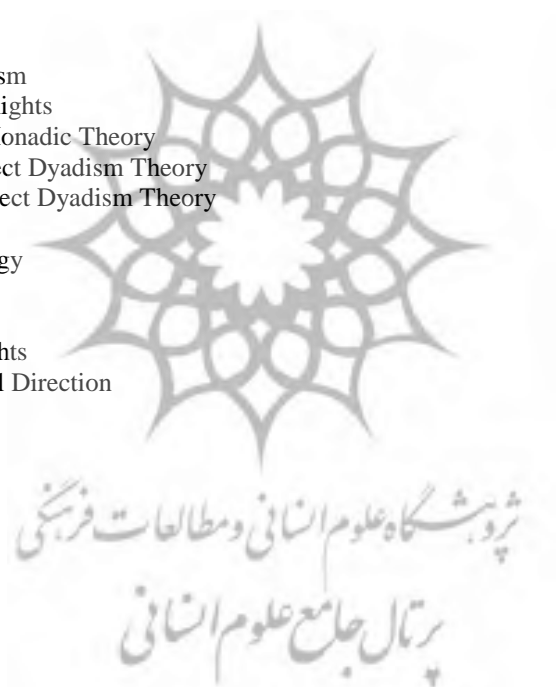 sm
ights
onadic Theory
ect Dyadism Theory
ect Dyadism Theory
gy
hts
l Direction
پژوهشگاه علوم انسانی و مطالعات فرهنگی
پرتال جامع علوم انسانی